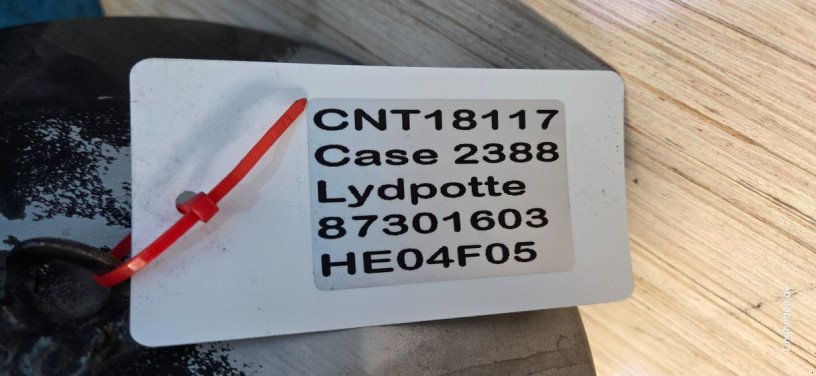 CNT18117
Case 2388
Lydpotte
87301603
HE04F05